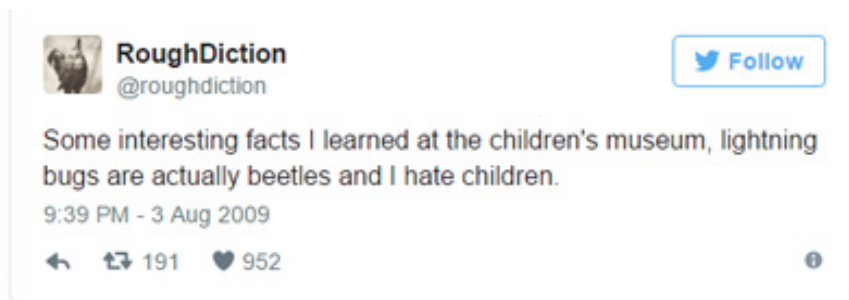 RoughDiction
Follow
@roughdiction
Some interesting facts I learned at the children's museum, lightning
bugs are actually beetles and I hate children.
9:39 PM - 3 Aug 2009
191 952